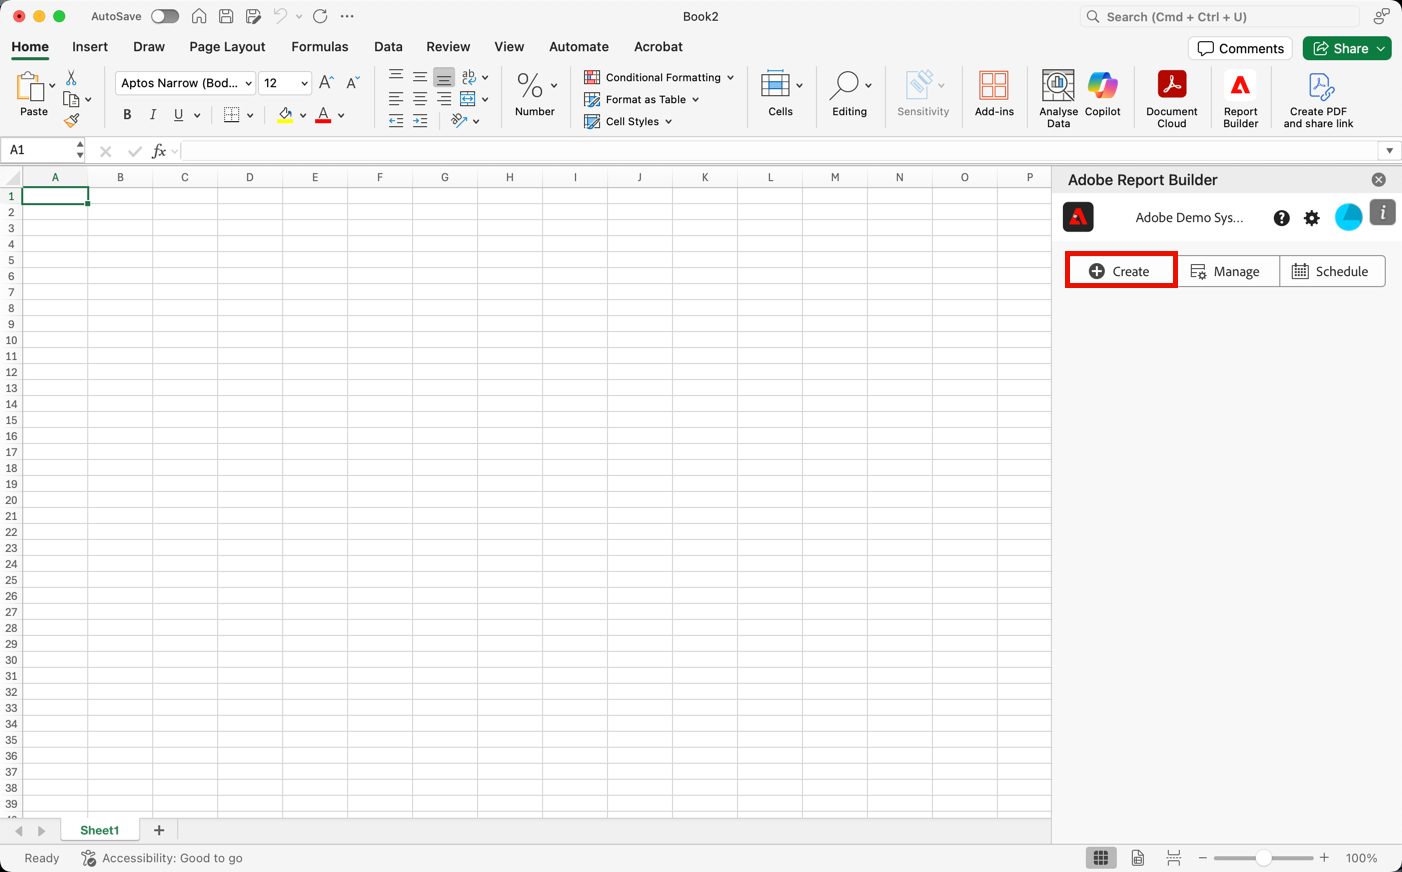 AutoSave
Book2
Search (Cmd + Ctrl + U)
Home Insert Draw Page Layout Formulas Data Review View Automate Acrobat
Comments Share
Paste
Aptos Narrow (Bod... 12
B I U
ab
Number
Conditional Formatting
Format as Table
Cell Styles
Cells
Editing
Sensitivity
Add-ins
Analyse Data
Copilot
Document Cloud
Report Builder
Create PDF and share link
A1 fx
A B C D E F G H I J K L M N O P
1
2
3
4
5
6
7
8
9
10
11
12
13
14
15
16
17
18
19
20
21
22
23
24
25
26
27
28
29
30
31
32
33
34
35
36
37
38
39
Adobe Report Builder
Adobe Demo Sys...
Create Manage Schedule
Sheet1
Ready Accessibility: Good to go 100%